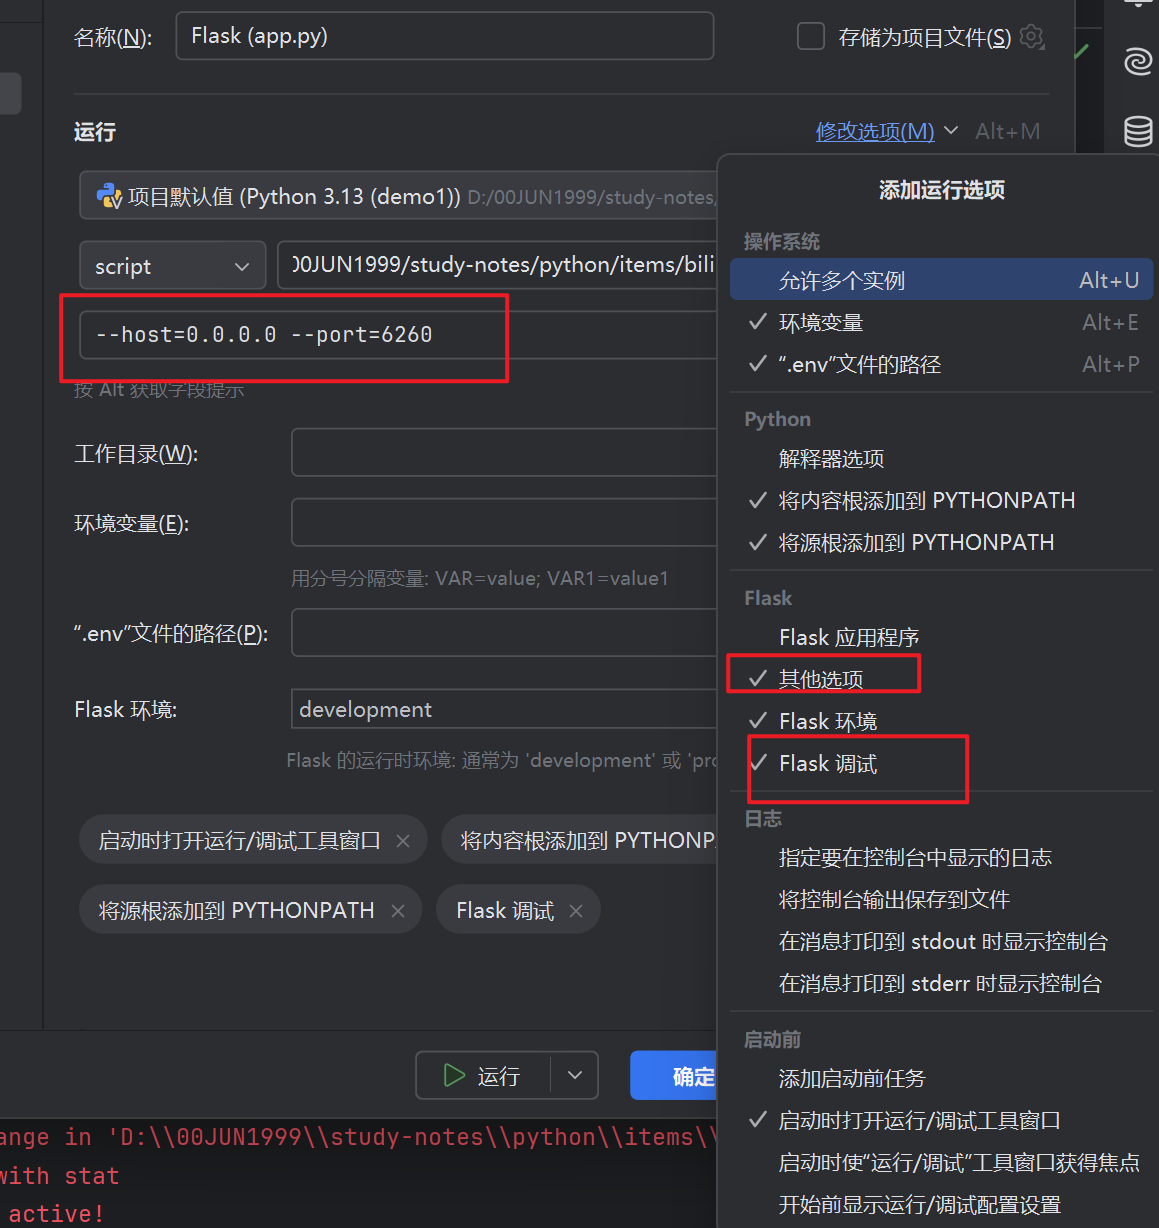 名称(N):
Flask (app.py)
存储为项目文件(S)
运行
修改选项(M)
Alt+M
项目默认值 (Python 3.13 (demo1)) D:/00JUN1999/study-notes/
script
00JUN1999/study-notes/python/items/bili
--host=0.0.0.0 --port=6260
按 Alt 获取字段提示
工作目录(W):
环境变量(E):
用分号分隔变量: VAR=value; VAR1=value1
“.env”文件的路径(P):
Flask 环境:
development
Flask 的运行时环境: 通常为 'development' 或 'pro
启动时打开运行/调试工具窗口 ×
将内容根添加到 PYTHONP
将源根添加到 PYTHONPATH ×
Flask 调试 ×
运行
确定
添加运行选项
操作系统
允许多个实例 Alt+U
环境变量 Alt+E
“.env”文件的路径 Alt+P
Python
解释器选项
将内容根添加到 PYTHONPATH
将源根添加到 PYTHONPATH
Flask
Flask 应用程序
其他选项
Flask 环境
Flask 调试
日志
指定要在控制台中显示的日志
将控制台输出保存到文件
在消息打印到 stdout 时显示控制台
在消息打印到 stderr 时显示控制台
启动前
添加启动前任务
启动时打开运行/调试工具窗口
启动时使“运行/调试”工具窗口获得焦点
开始前显示运行/调试配置设置
ange in 'D:\\00JUN1999\\study-notes\\python\\items\\
with stat
active!